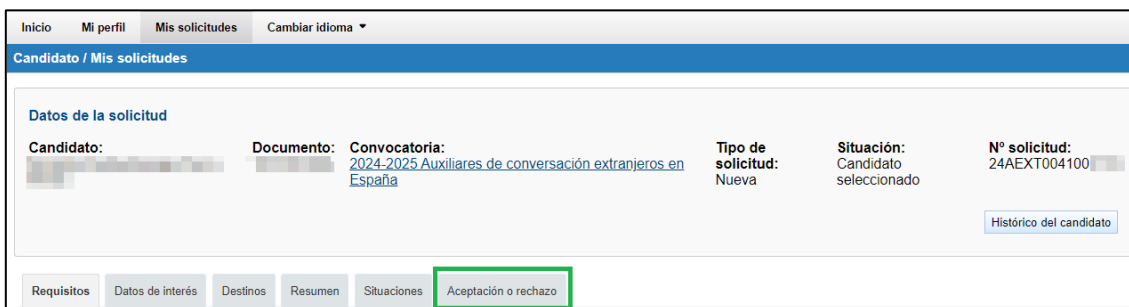 Inicio Mi perfil Mis solicitudes Cambiar idioma
Candidato / Mis solicitudes
Datos de la solicitud
Candidato: Documento: Convocatoria: Tipo de solicitud: Situación: Nº solicitud:
2024-2025 Auxiliares de conversación extranjeros en España Nueva Candidato seleccionado 24AEXT004100
Histórico del candidato
Requisitos Datos de interés Destinos Resumen Situaciones Aceptación o rechazo